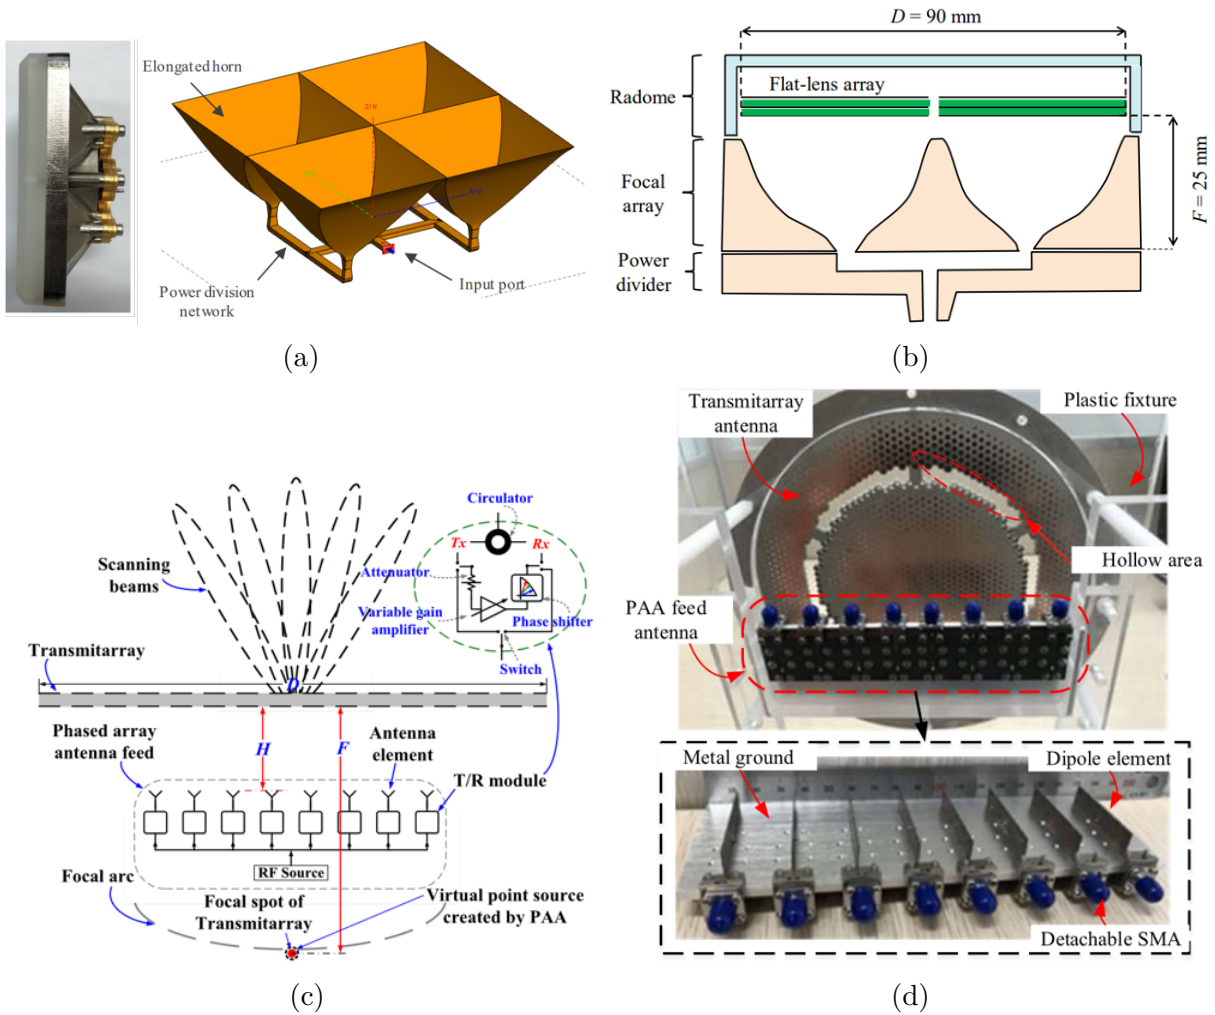 Elongated horn
Power division
network
Input port
(a)
D = 90 mm
Radome
Flat-lens array
Focal
array
F = 25 mm
Power
divider
(b)
Scanning
beams
Circulator
Tx
Rx
Attenuator
Variable gain
amplifier
Phase shifter
Switch
Transmitarray
D
Phased array
antenna feed
H
F
Antenna
element
T/R module
RF Source
Focal arc
Focal spot of
Transmitarray
Virtual point source
created by PAA
(c)
Transmitarray
antenna
Plastic fixture
Hollow area
PAA feed
antenna
Metal ground
Dipole element
Detachable SMA
(d)